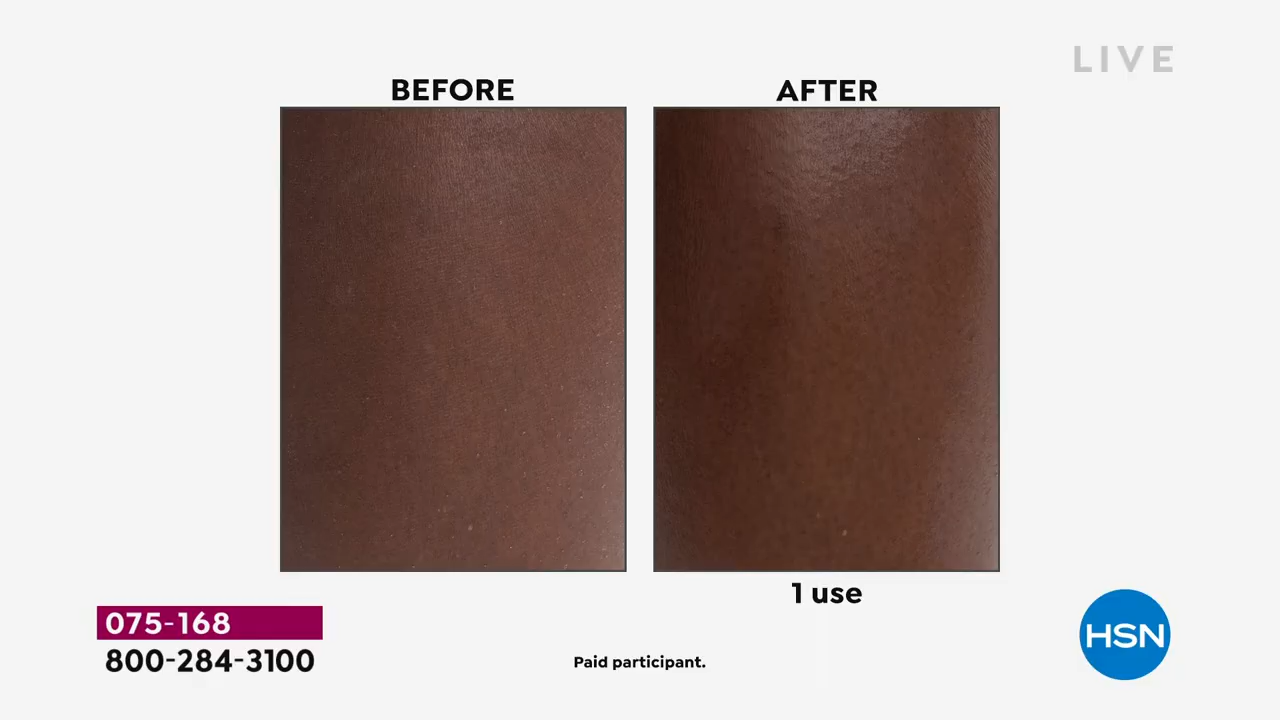 LIVE
BEFORE
AFTER
1 use
075-168
800-284-3100
Paid participant.
HSN